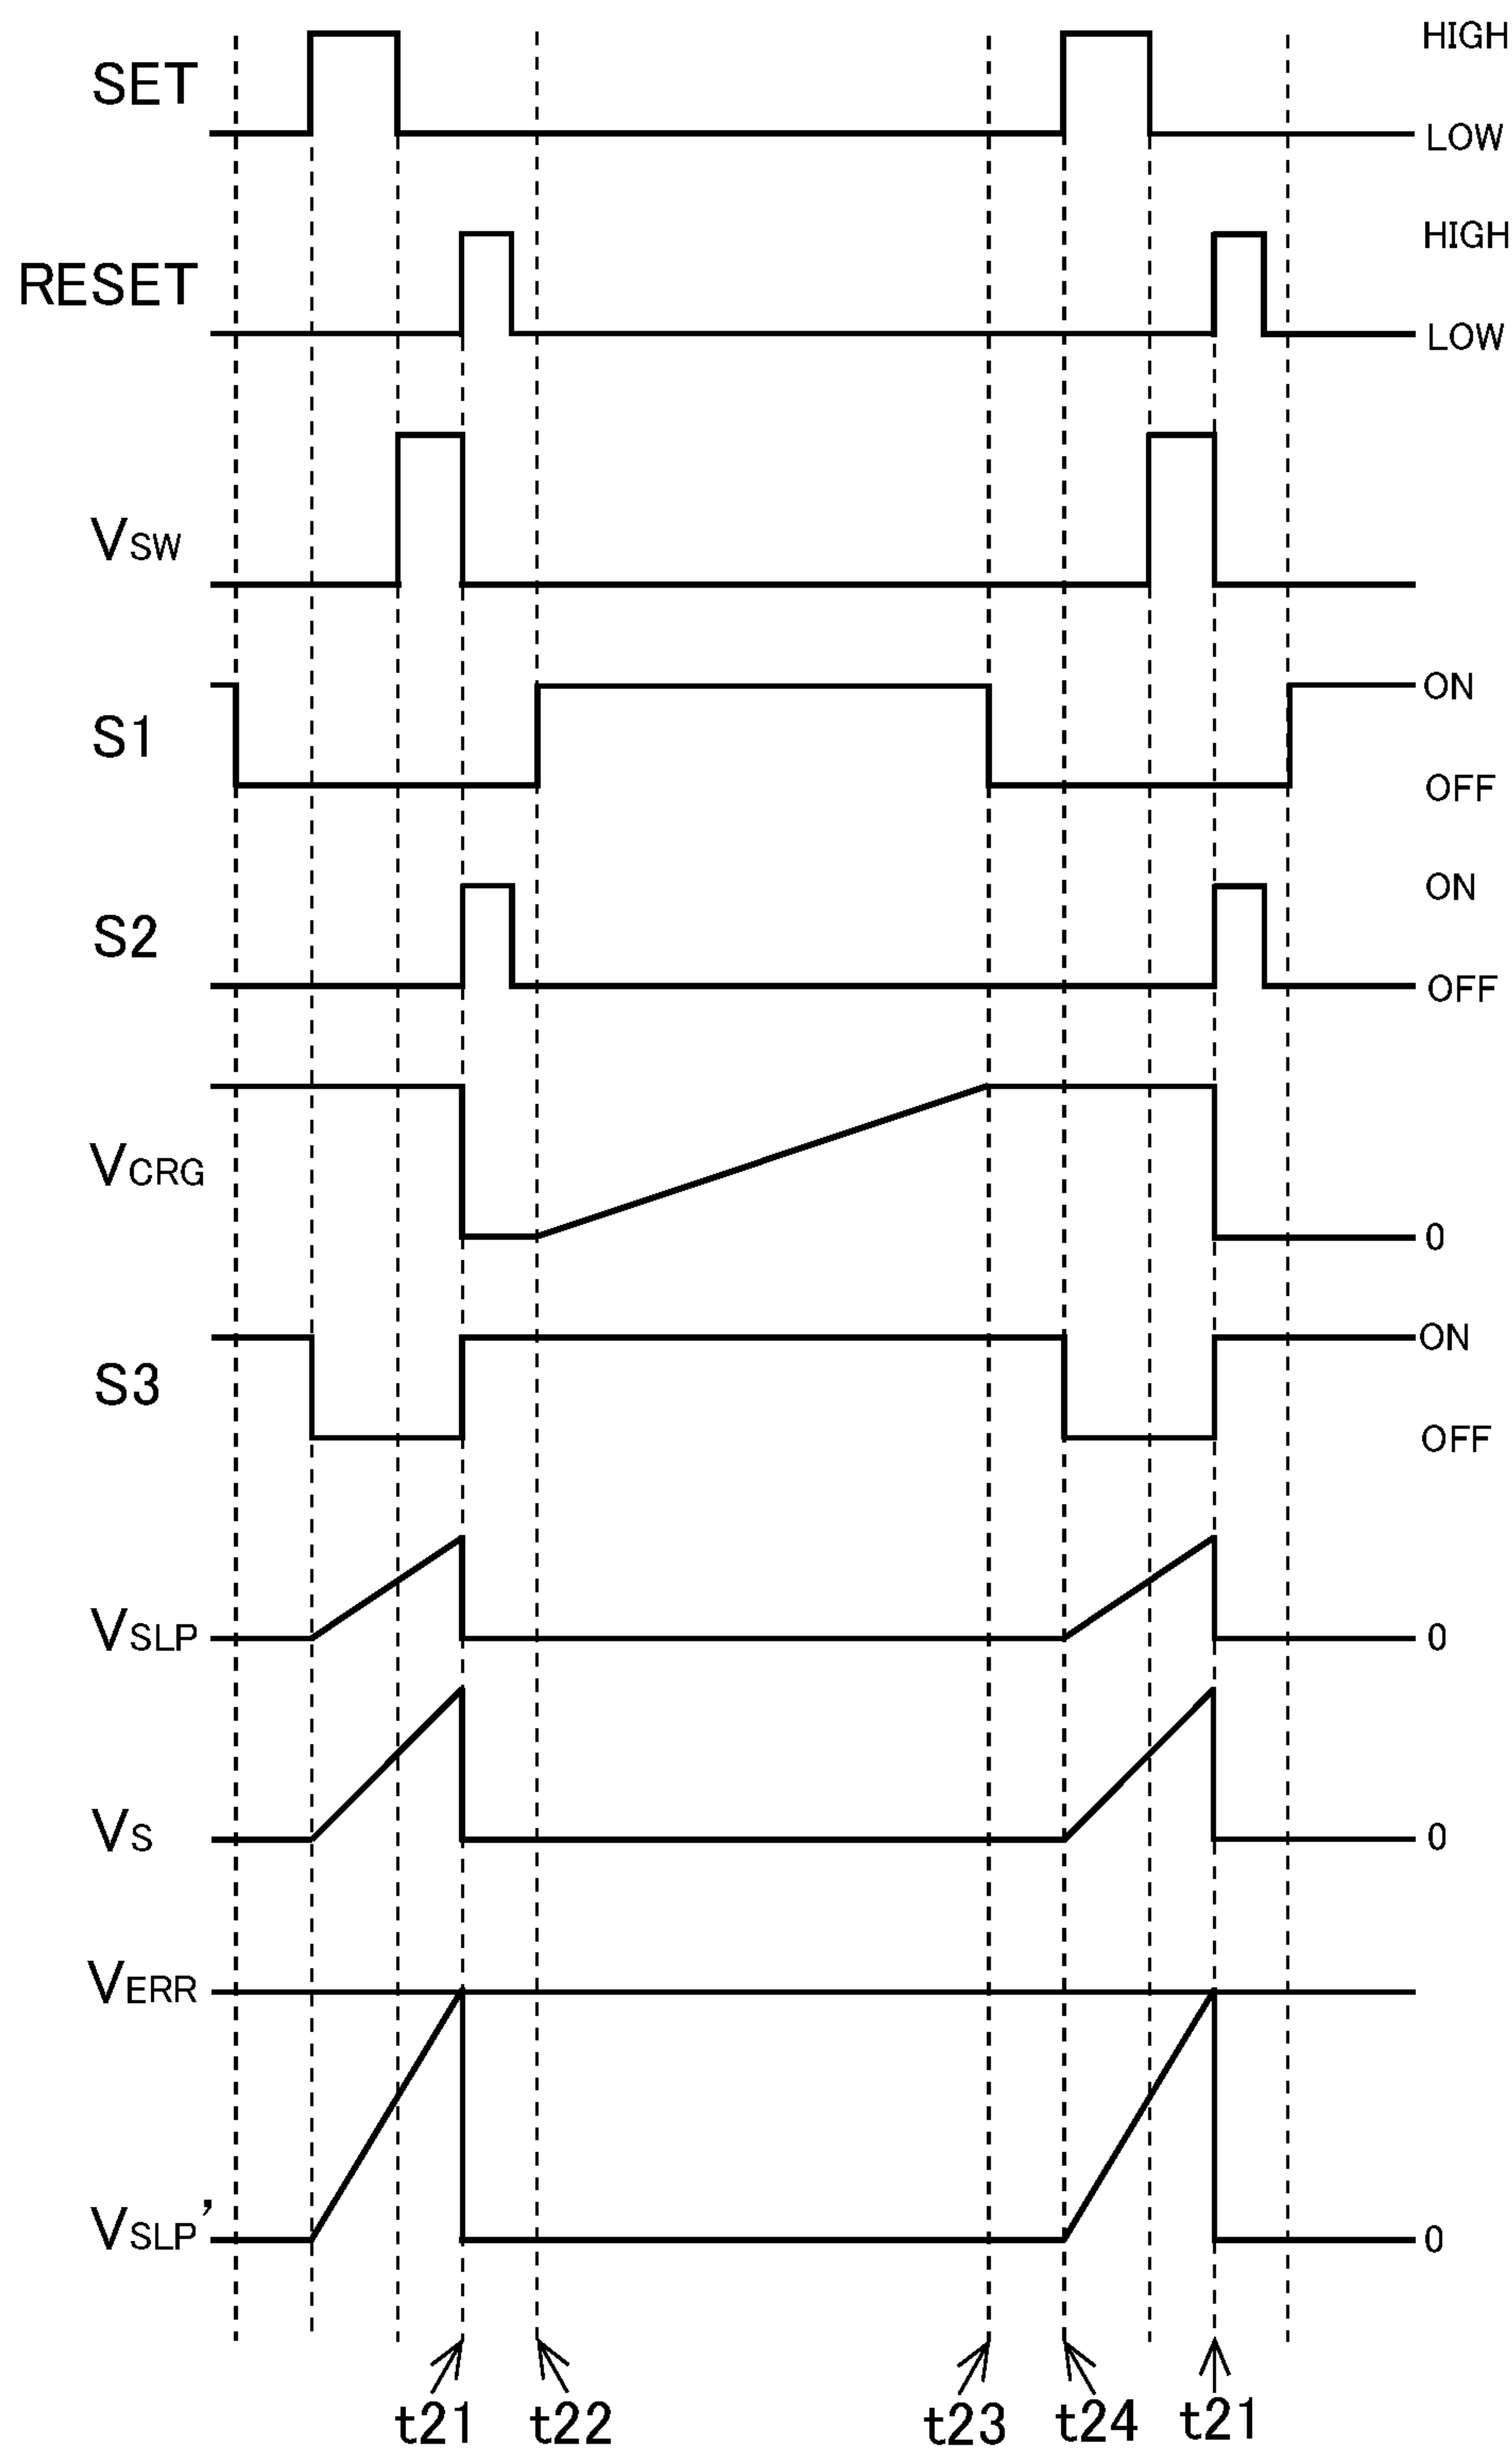 HIGH
SET
LOW
HIGH
RESET
LOW
VSW
ON
S1
OFF
ON
S2
OFF
VCRG
0
ON
S3
OFF
VSLP
0
VS
0
VERR
VSLP'
0
t21 t22 t23 t24 t21